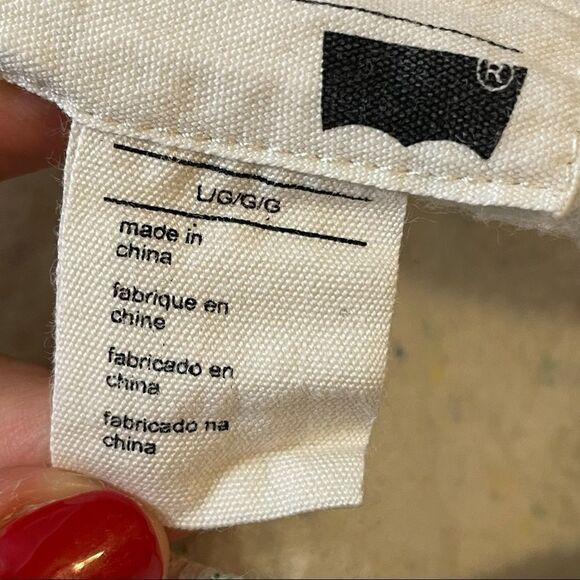 ®
L/G/G/G
made in
china
fabrique en
chine
fabricado en
china
fabricado na
china